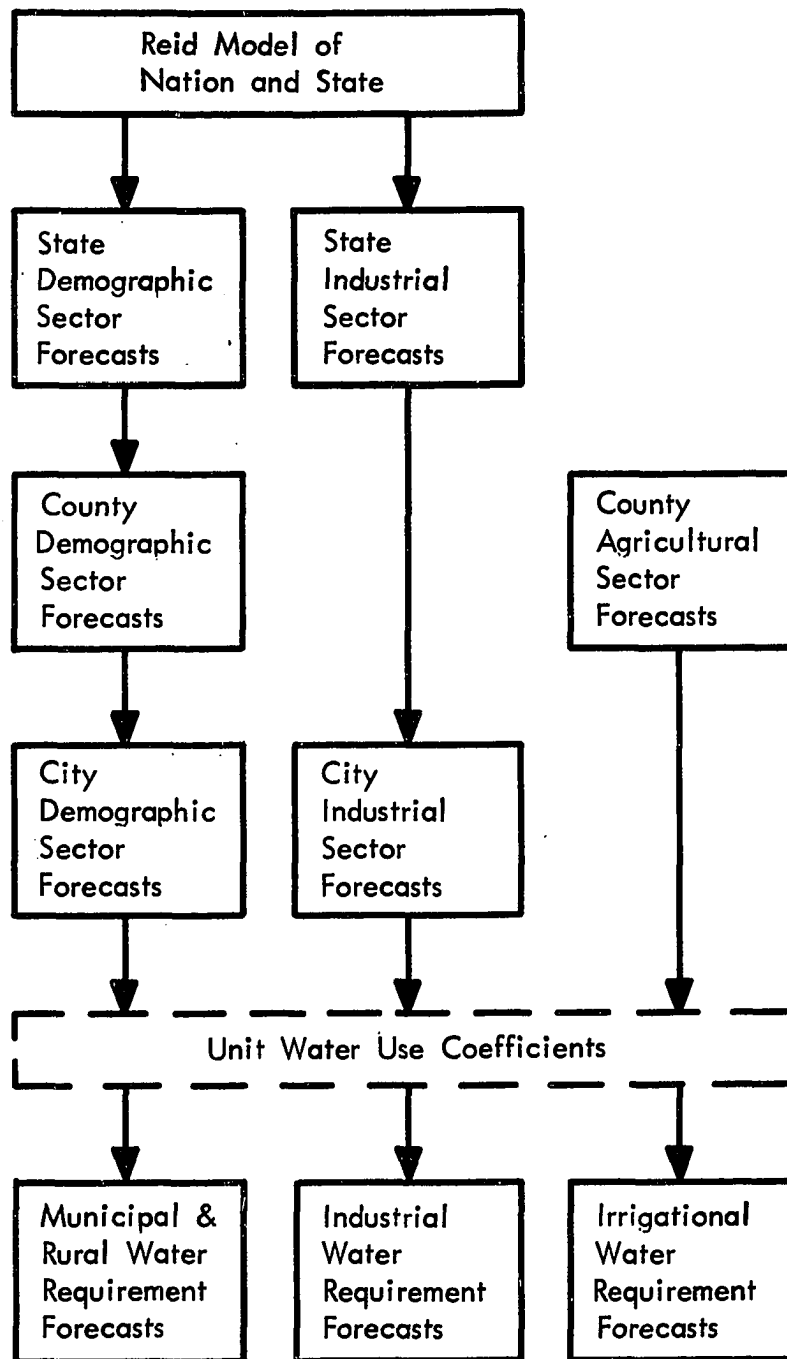 Reid Model of
Nation and State
State
Demographic
Sector
Forecasts
State
Industrial
Sector
Forecasts
County
Demographic
Sector
Forecasts
County
Agricultural
Sector
Forecasts
City
Demographic
Sector
Forecasts
City
Industrial
Sector
Forecasts
Unit Water Use Coefficients
Municipal &
Rural Water
Requirement
Forecasts
Industrial
Water
Requirement
Forecasts
Irrigational
Water
Requirement
Forecasts